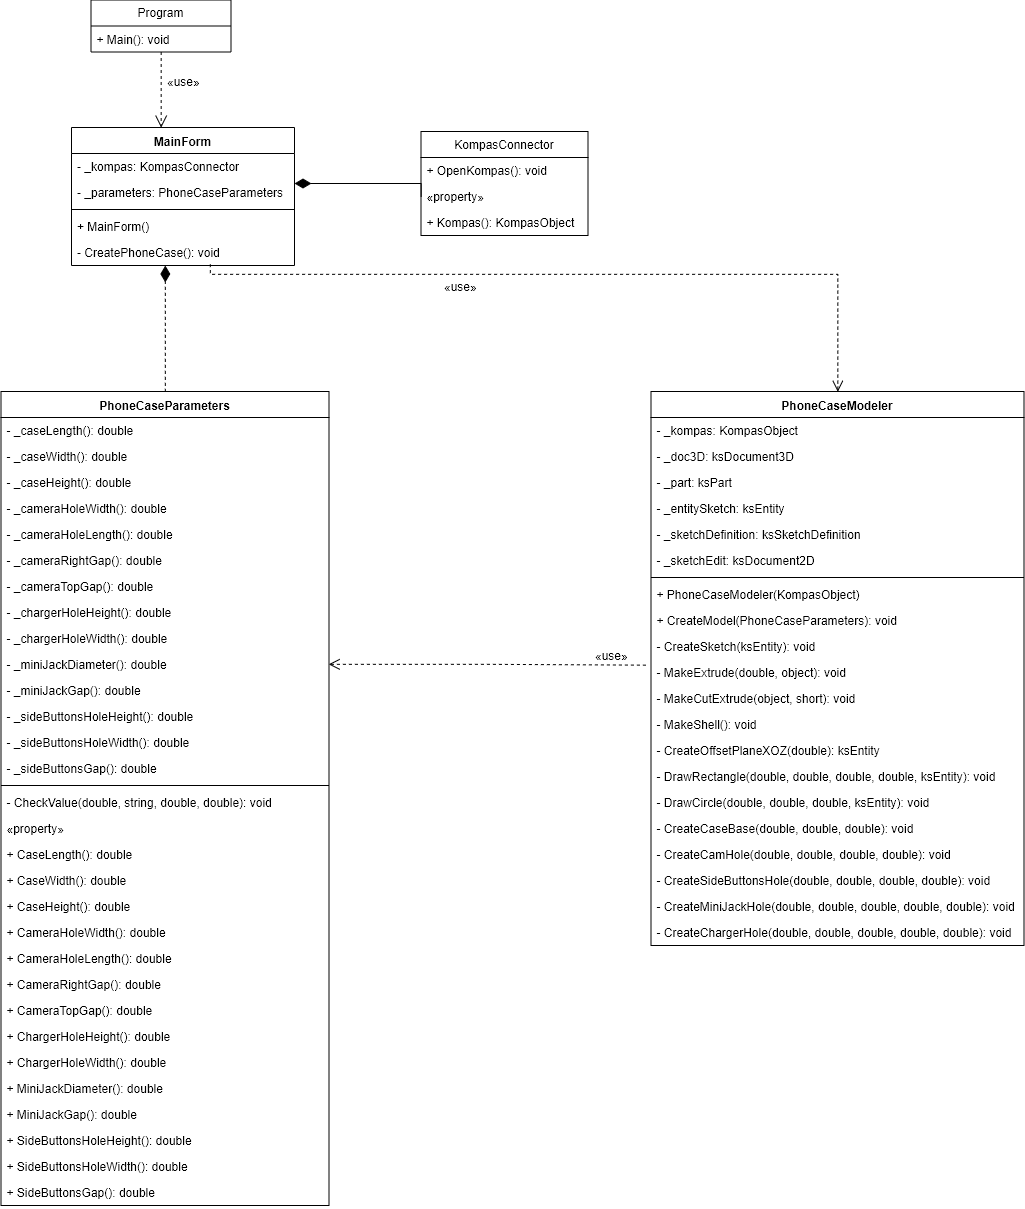 Program
+ Main(): void
«use»
MainForm
- _kompas: KompasConnector
- _parameters: PhoneCaseParameters
+ MainForm()
- CreatePhoneCase(): void
KompasConnector
+ OpenKompas(): void
«property»
+ Kompas(): KompasObject
«use»
PhoneCaseParameters
- _caseLength(): double
- _caseWidth(): double
- _caseHeight(): double
- _cameraHoleWidth(): double
- _cameraHoleLength(): double
- _cameraRightGap(): double
- _cameraTopGap(): double
- _chargerHoleHeight(): double
- _chargerHoleWidth(): double
- _miniJackDiameter(): double
- _miniJackGap(): double
- _sideButtonsHoleHeight(): double
- _sideButtonsHoleWidth(): double
- _sideButtonsGap(): double
- CheckValue(double, string, double, double): void
«property»
+ CaseLength(): double
+ CaseWidth(): double
+ CaseHeight(): double
+ CameraHoleWidth(): double
+ CameraHoleLength(): double
+ CameraRightGap(): double
+ CameraTopGap(): double
+ ChargerHoleHeight(): double
+ ChargerHoleWidth(): double
+ MiniJackDiameter(): double
+ MiniJackGap(): double
+ SideButtonsHoleHeight(): double
+ SideButtonsHoleWidth(): double
+ SideButtonsGap(): double
«use»
PhoneCaseModeler
- _kompas: KompasObject
- _doc3D: ksDocument3D
- _part: ksPart
- _entitySketch: ksEntity
- _sketchDefinition: ksSketchDefinition
- _sketchEdit: ksDocument2D
+ PhoneCaseModeler(KompasObject)
+ CreateModel(PhoneCaseParameters): void
- CreateSketch(ksEntity): void
- MakeExtrude(double, object): void
- MakeCutExtrude(object, short): void
- MakeShell(): void
- CreateOffsetPlaneXOZ(double): ksEntity
- DrawRectangle(double, double, double, double, ksEntity): void
- DrawCircle(double, double, double, ksEntity): void
- CreateCaseBase(double, double, double): void
- CreateCamHole(double, double, double, double): void
- CreateSideButtonsHole(double, double, double, double): void
- CreateMiniJackHole(double, double, double, double, double): void
- CreateChargerHole(double, double, double, double, double): void